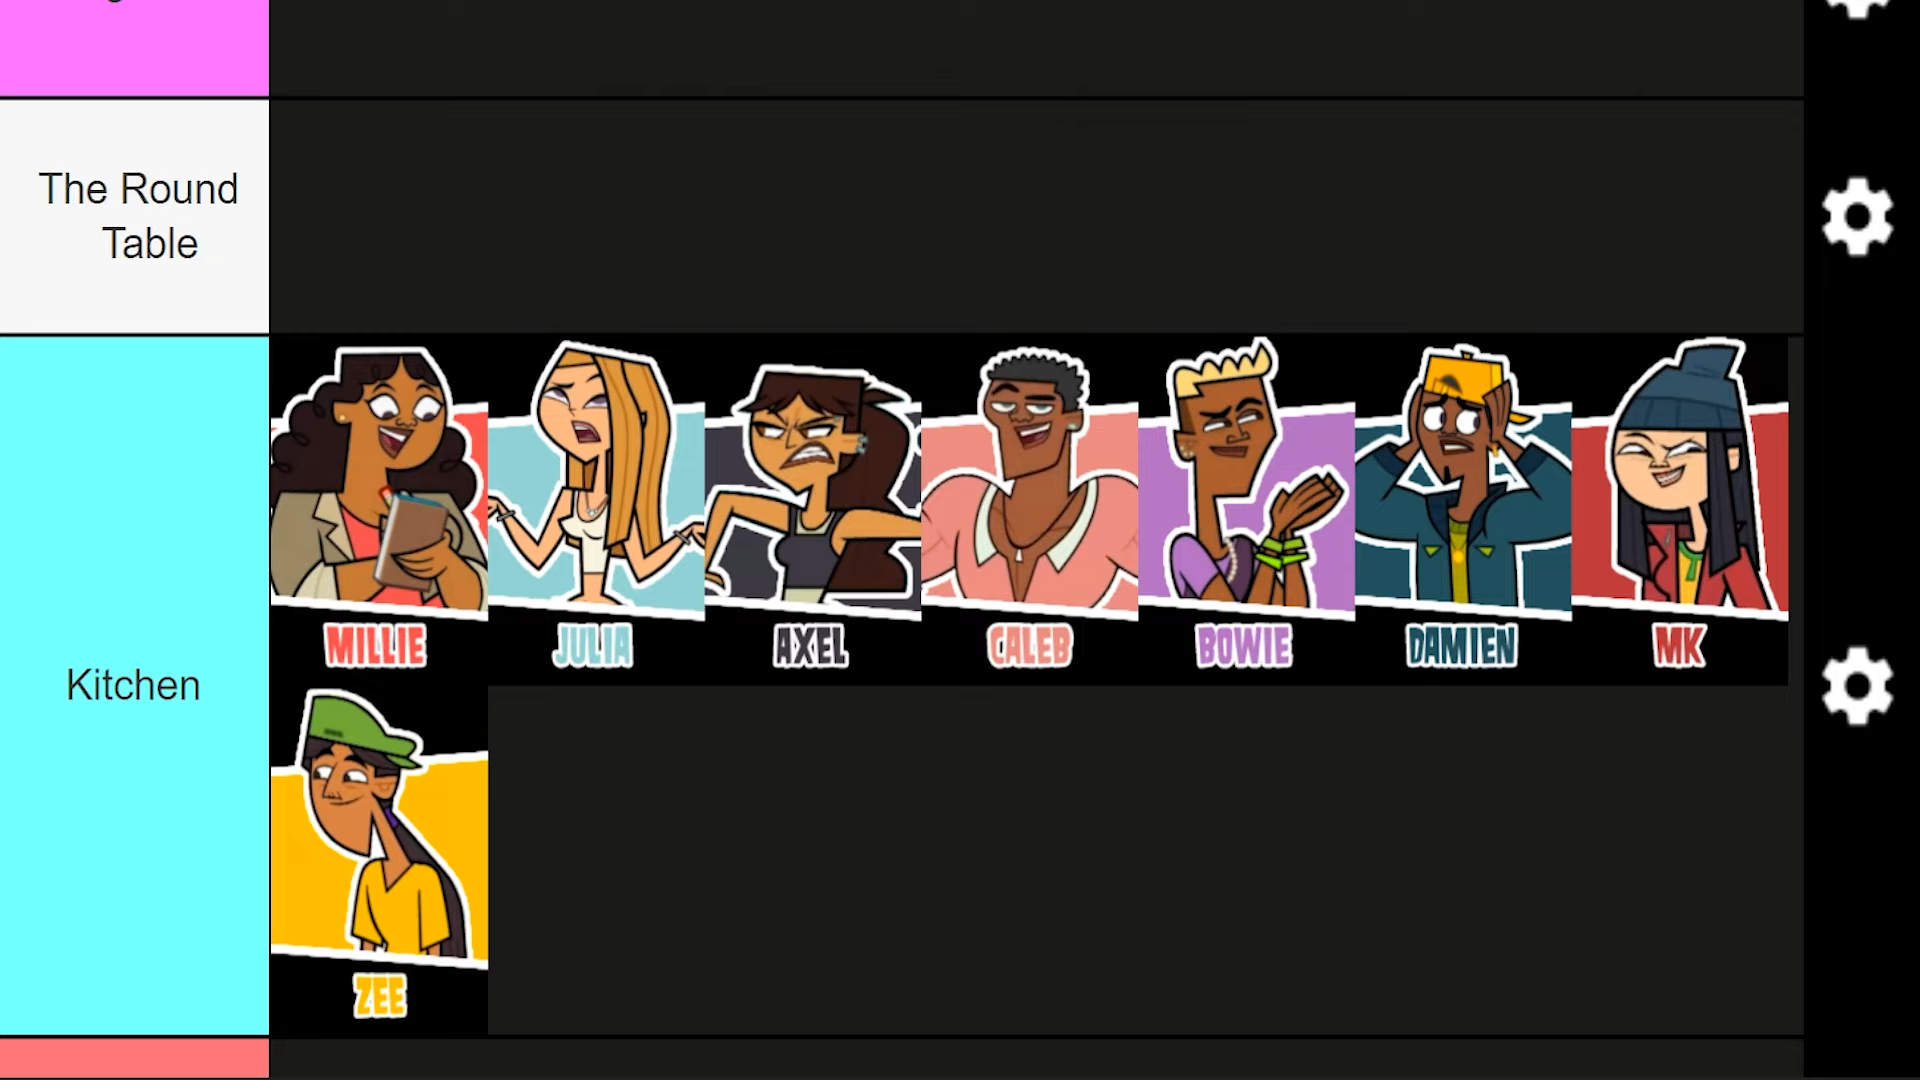 The Round
Table
Kitchen
MILLIE
JULIA
AXEL
CALEB
BOWIE
DAMIEN
MK
ZEE